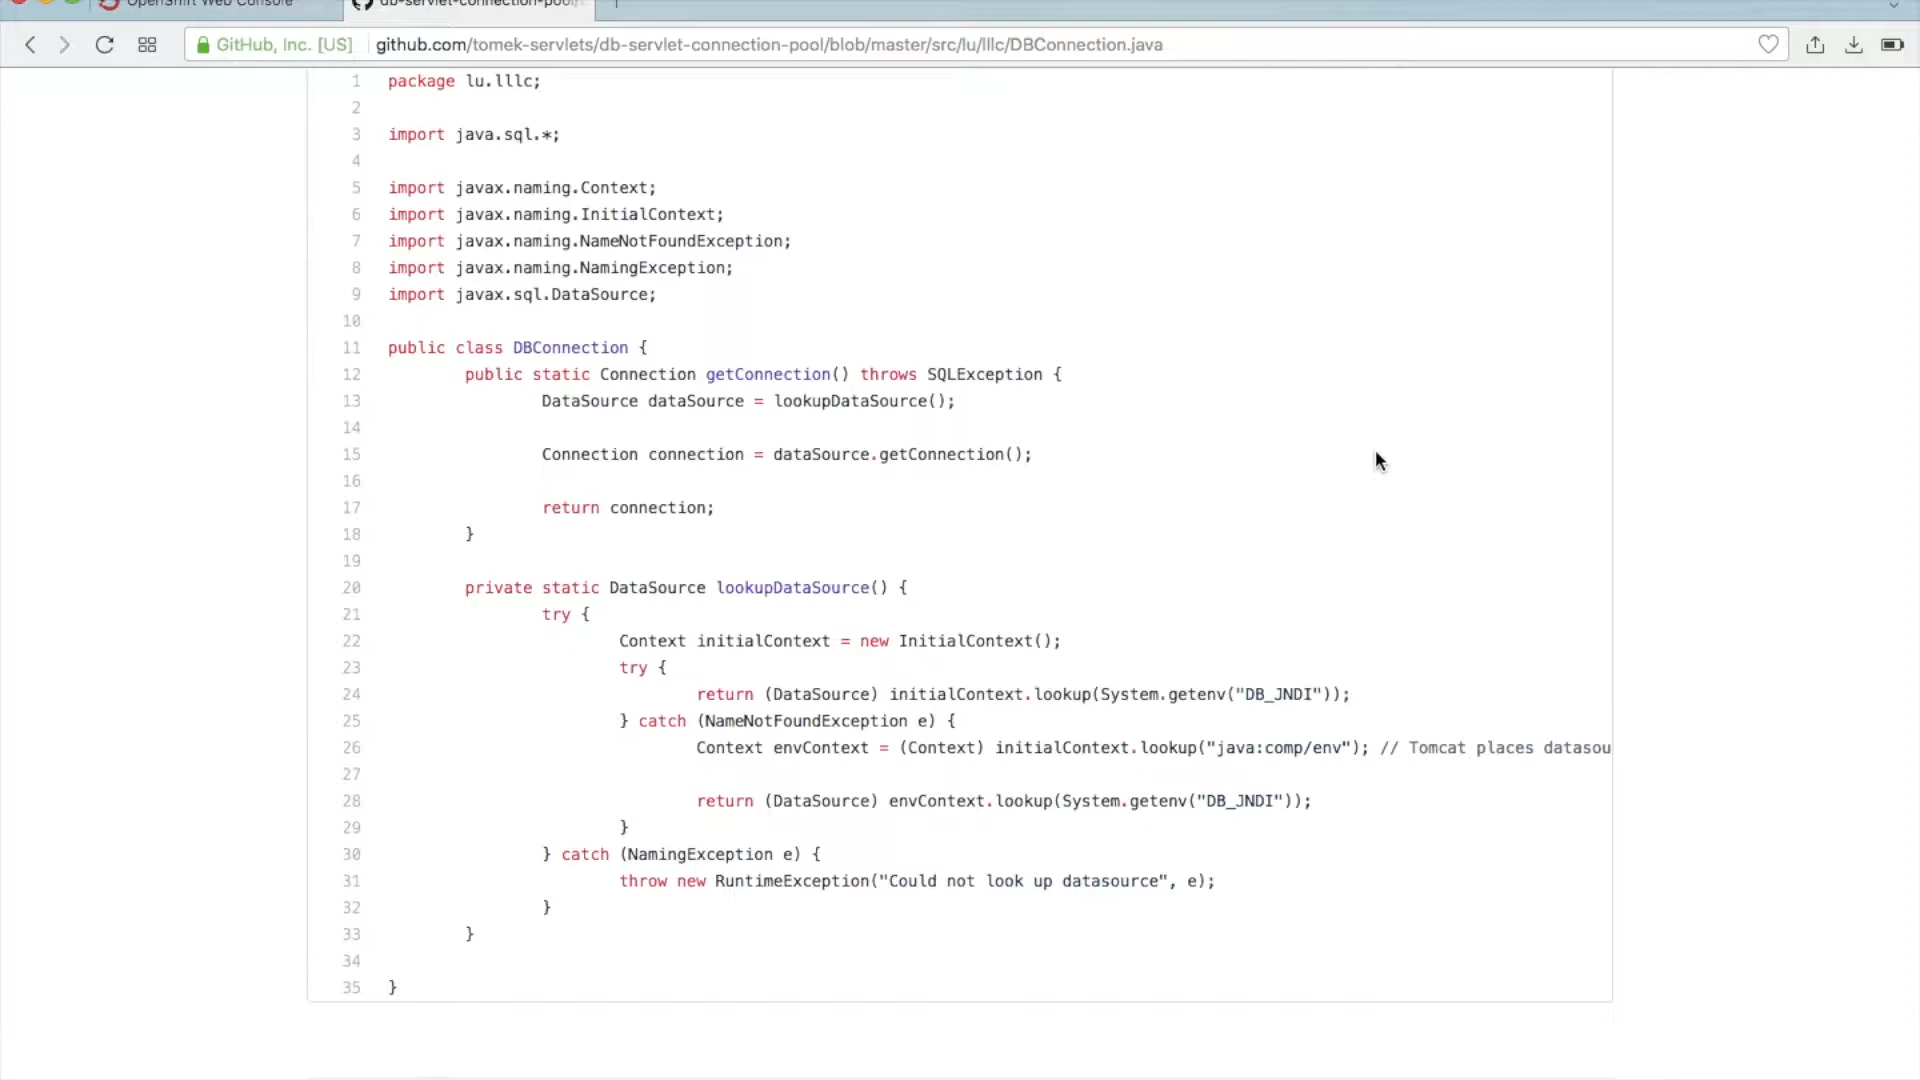 OpenShift Web Console
db-servlet-connection-pool/
GitHub, Inc. [US] github.com/tomek-servlets/db-servlet-connection-pool/blob/master/src/lu/lllc/DBConnection.java
1 package lu.lllc;
2
3 import java.sql.*;
4
5 import javax.naming.Context;
6 import javax.naming.InitialContext;
7 import javax.naming.NameNotFoundException;
8 import javax.naming.NamingException;
9 import javax.sql.DataSource;
10
11 public class DBConnection {
12 public static Connection getConnection() throws SQLException {
13 DataSource dataSource = lookupDataSource();
14
15 Connection connection = dataSource.getConnection();
16
17 return connection;
18 }
19
20 private static DataSource lookupDataSource() {
21 try {
22 Context initialContext = new InitialContext();
23 try {
24 return (DataSource) initialContext.lookup(System.getenv("DB_JNDI"));
25 } catch (NameNotFoundException e) {
26 Context envContext = (Context) initialContext.lookup("java:comp/env"); // Tomcat places datasou
27
28 return (DataSource) envContext.lookup(System.getenv("DB_JNDI"));
29 }
30 } catch (NamingException e) {
31 throw new RuntimeException("Could not look up datasource", e);
32 }
33 }
34
35 }